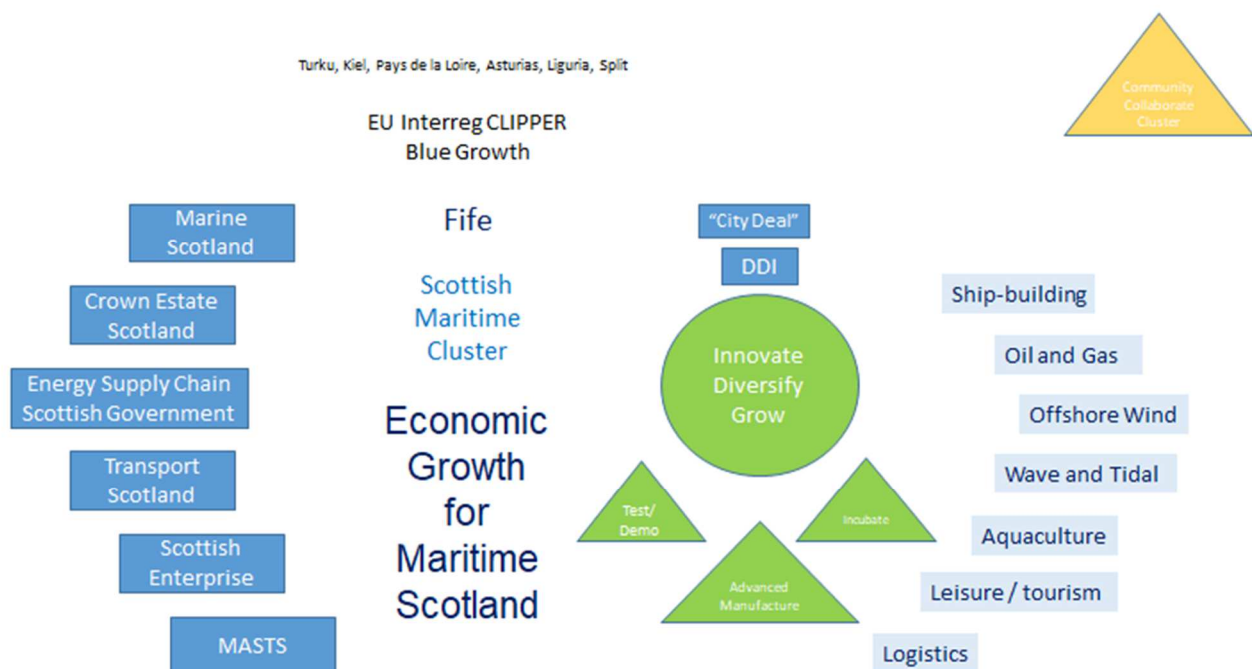 Turku, Kiel, Pays de la Loire, Asturias, Liguria, Split
EU Interreg CLIPPER
Blue Growth
Community
Collaborate
Cluster
Marine
Scotland
Crown Estate
Scotland
Energy Supply Chain
Scottish Government
Transport
Scotland
Scottish
Enterprise
MASTS
Fife
Scottish
Maritime
Cluster
Economic
Growth
for
Maritime
Scotland
"City Deal"
DDI
Innovate
Diversify
Grow
Test/
Demo
Incubate
Advanced
Manufacture
Ship-building
Oil and Gas
Offshore Wind
Wave and Tidal
Aquaculture
Leisure / tourism
Logistics